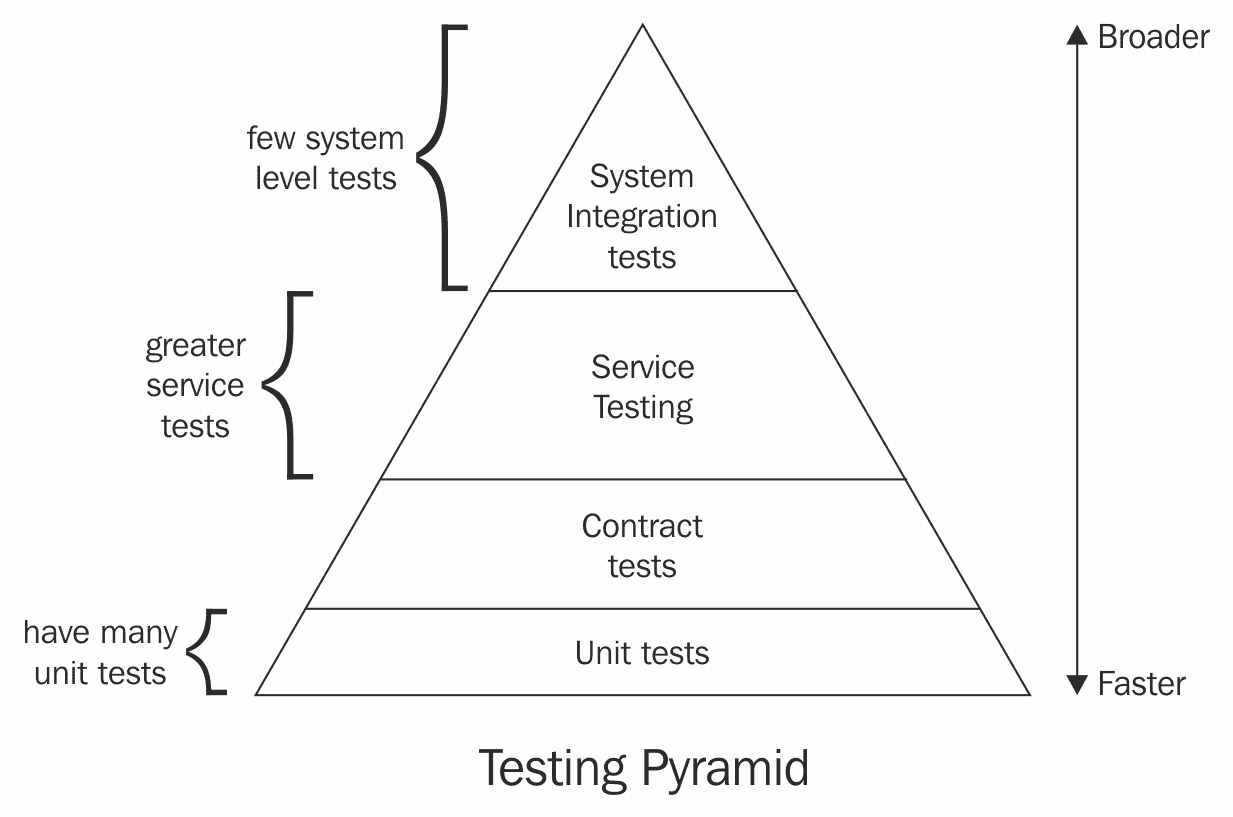 Broader
few system
level tests
System
Integration
tests
greater
service
tests
Service
Testing
Contract
tests
have many
unit tests
Unit tests
Faster
Testing Pyramid